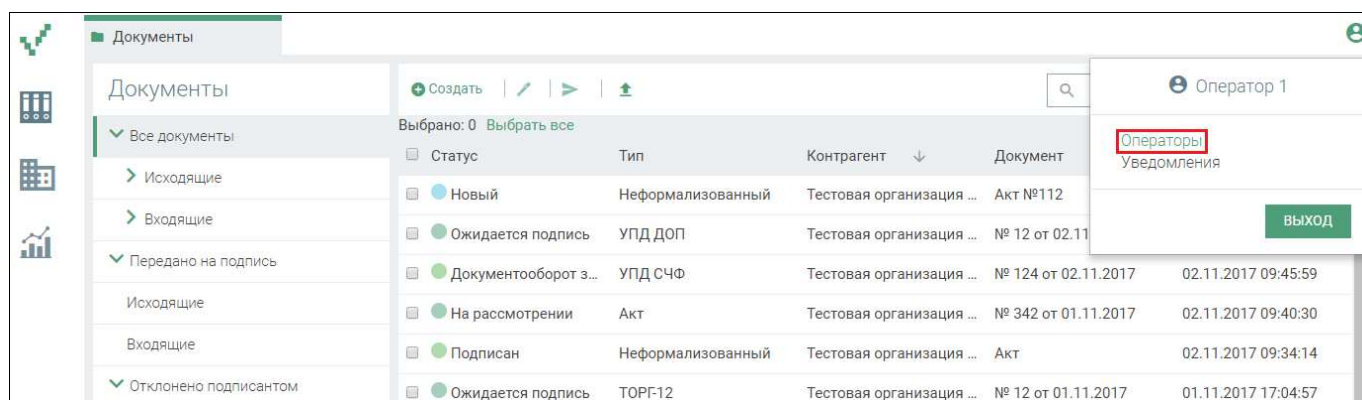 Документы
Оператор 1
Операторы
Уведомления
ВЫХОД
Документы
Все документы
Исходящие
Входящие
Передано на подпись
Исходящие
Входящие
Отклонено подписантом
Создать
Выбрано: 0 Выбрать все
Статус Тип Контрагент Документ
Новый Неформализованный Тестовая организация ... Акт №112
Ожидается подпись УПД ДОП Тестовая организация ... № 12 от 02.11
Документооборот з... УПД СЧФ Тестовая организация ... № 124 от 02.11.2017 02.11.2017 09:45:59
На рассмотрении Акт Тестовая организация ... № 342 от 01.11.2017 02.11.2017 09:40:30
Подписан Неформализованный Тестовая организация ... Акт 02.11.2017 09:34:14
Ожидается подпись ТОРГ-12 Тестовая организация ... № 12 от 01.11.2017 01.11.2017 17:04:57